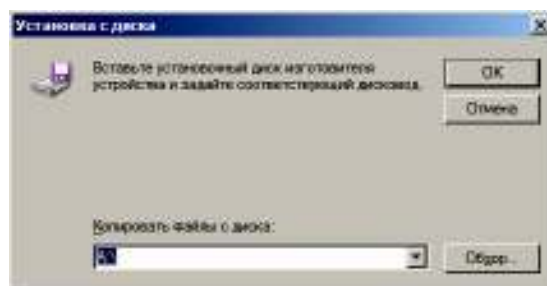 Установка с диска
Вставьте установочный диск изготовителя
устройства и задайте соответствующий дисковод.
OK
Отмена
Копировать файлы с диска:
A:\
Обзор...